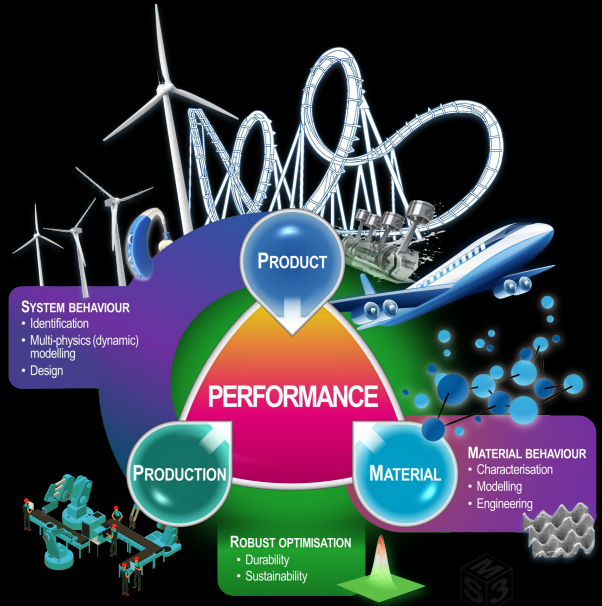 PRODUCT
SYSTEM BEHAVIOUR
• Identification
• Multi-physics (dynamic)
modelling
• Design
PERFORMANCE
PRODUCTION
MATERIAL
MATERIAL BEHAVIOUR
• Characterisation
• Modelling
• Engineering
ROBUST OPTIMISATION
• Durability
• Sustainability